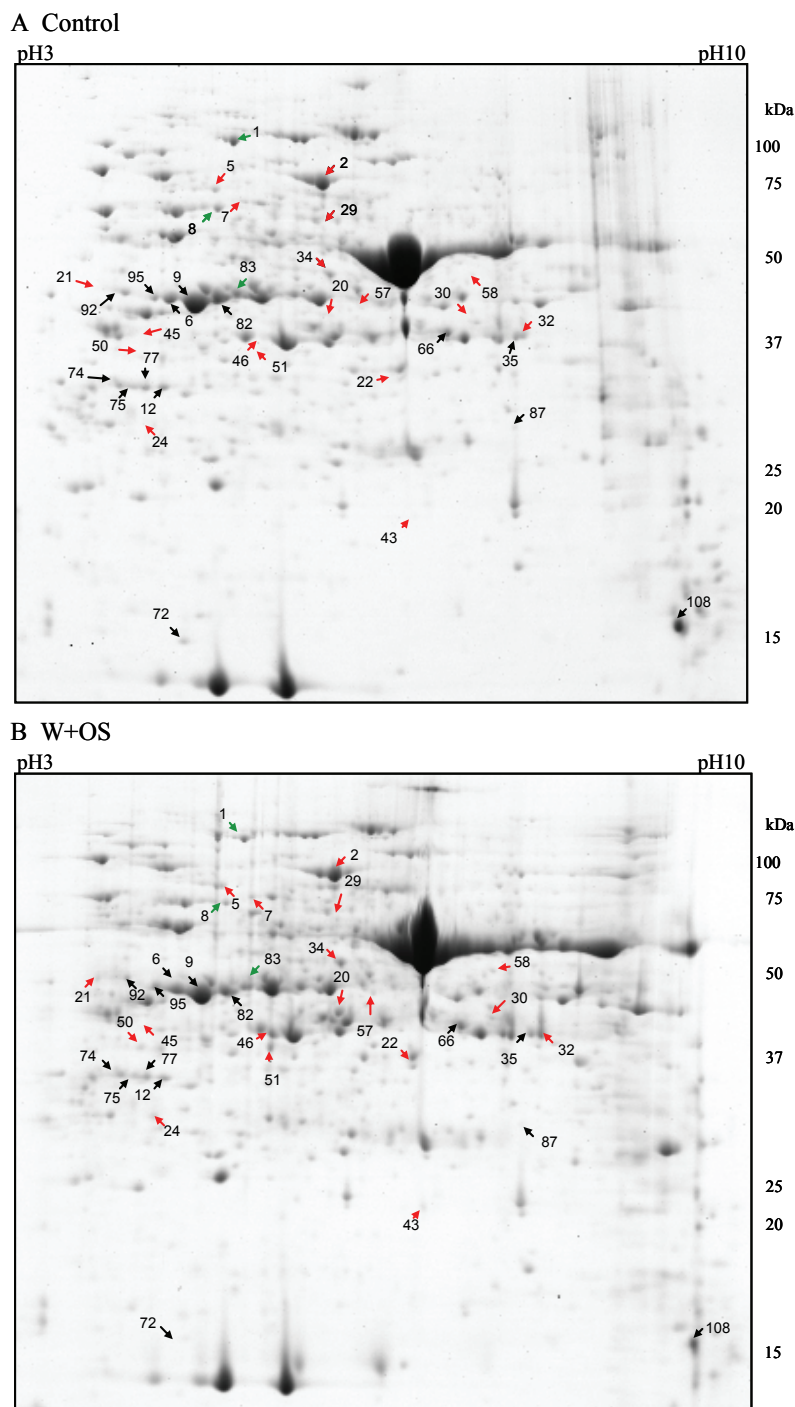 A Control
pH3 pH10
kDa
1
100
5 2
75
8 7 29
34 50
21 95 9 83
20 57 30 58
92 6 82
45 32
50 37
77 46 51 66 35
74 22
75 12
87
24
25
20
43
72 108
15
B W+OS
pH3 pH10
kDa
1
2 100
29
8 5 7 75
34
6 9 83 58 50
20
21 92 95 82 30
50 45 46 57 66 35 32
22
74 77 37
51
75 12
24 87
25
43 20
72 108
15